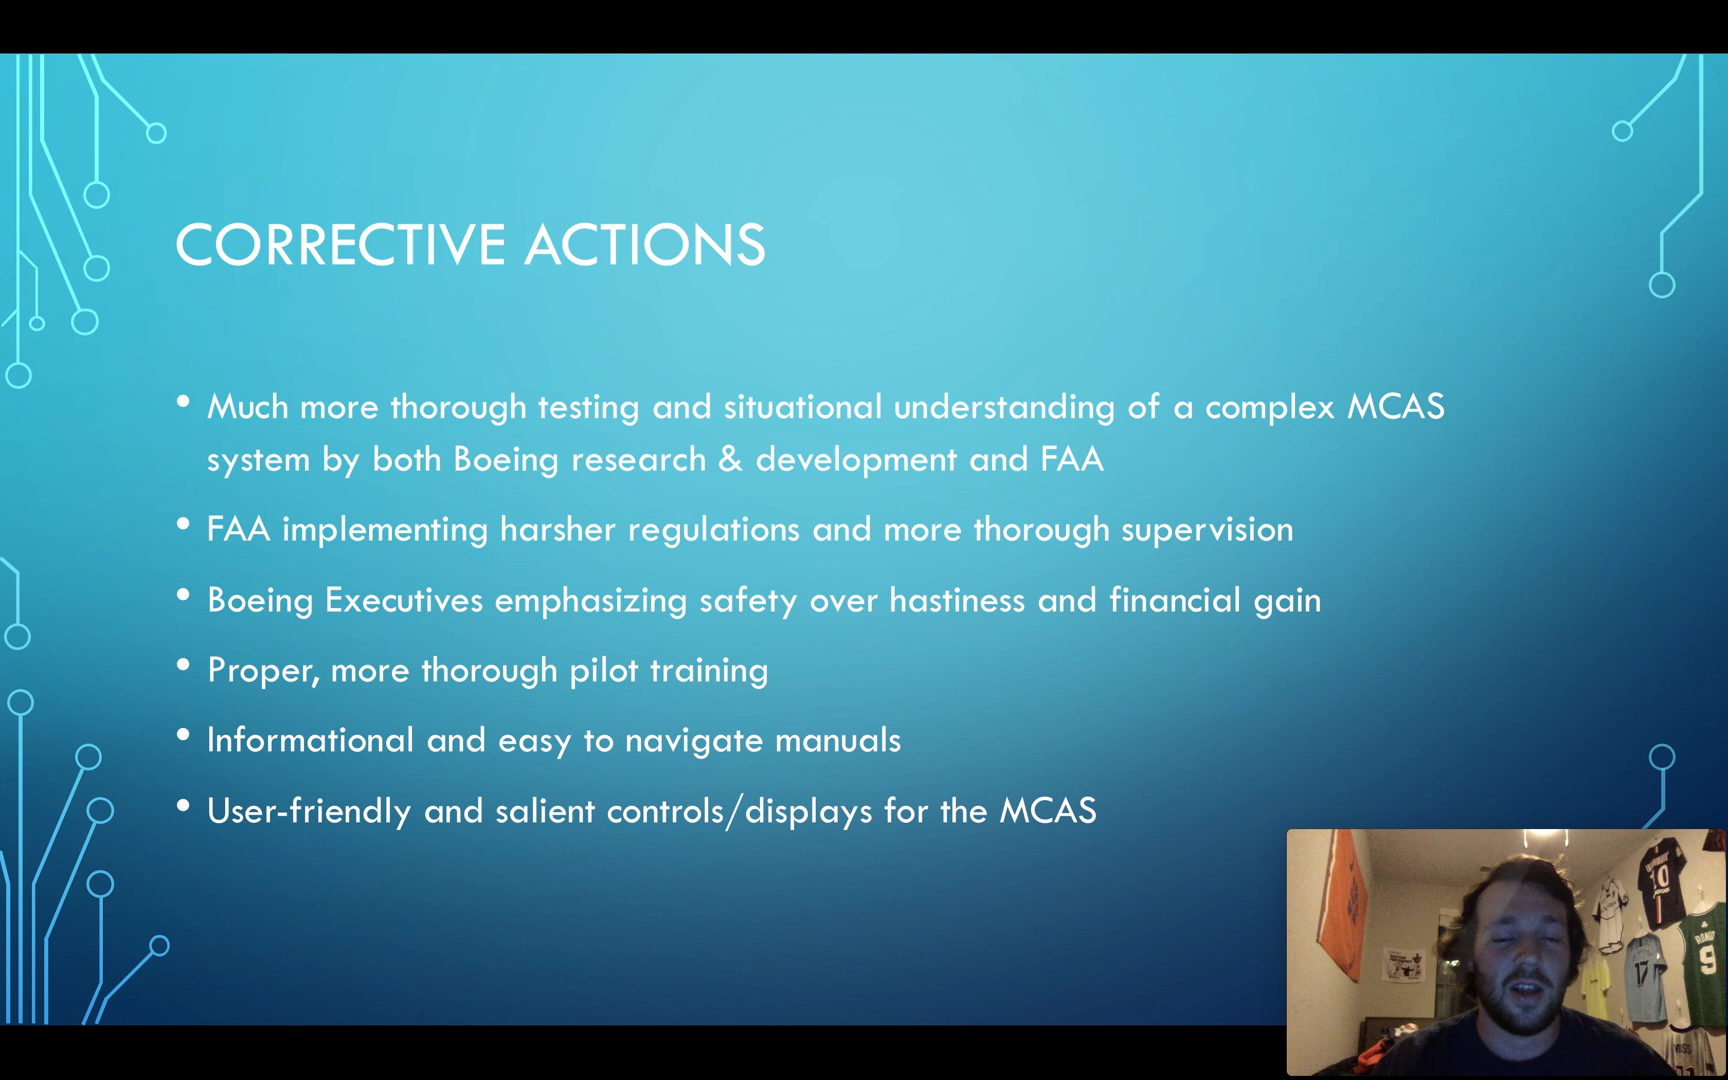 CORRECTIVE ACTIONS
• Much more thorough testing and situational understanding of a complex MCAS
system by both Boeing research & development and FAA
• FAA implementing harsher regulations and more thorough supervision
• Boeing Executives emphasizing safety over hastiness and financial gain
• Proper, more thorough pilot training
• Informational and easy to navigate manuals
• User-friendly and salient controls/displays for the MCAS
10
17
9